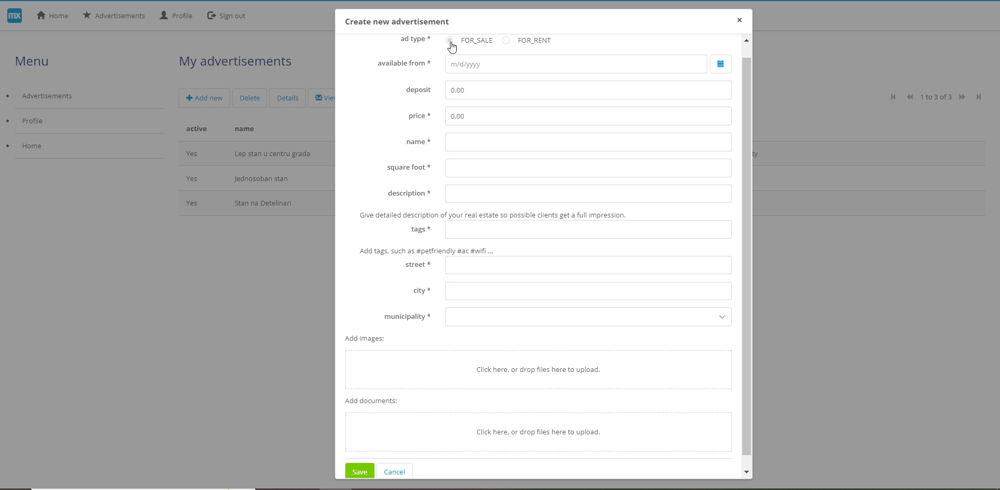 mx Home Advertisements Profile Sign out
Menu
Advertisements
Profile
Home
My advertisements
Add new Delete Details
1 to 3 of 3
active name
Yes Lep stan u centru grada
Yes Jednosoban stan
Yes Stan na Detelinari
Create new advertisement ×
ad type * FOR_SALE FOR_RENT
available from * m/d/yyyy
deposit 0.00
price * 0.00
name *
square foot *
description *
Give detailed description of your real estate so possible clients get a full impression.
tags *
Add tags, such as #petfriendly #ac #wifi ...
street *
city *
municipality *
Add images:
Click here, or drop files here to upload.
Add documents:
Click here, or drop files here to upload.
Save Cancel